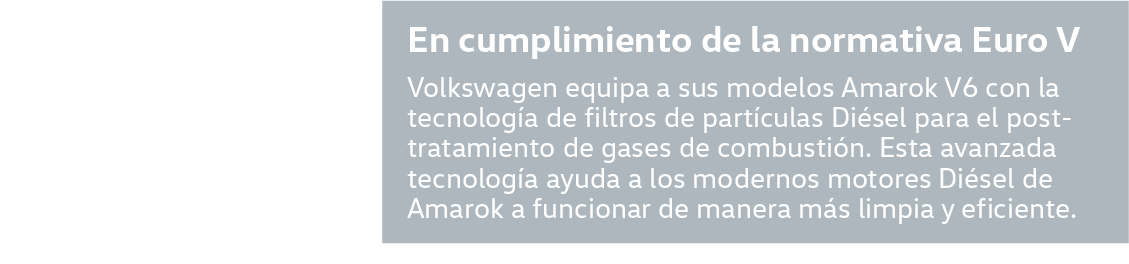 En cumplimiento de la normativa Euro V
Volkswagen equipa a sus modelos Amarok V6 con la
tecnología de filtros de partículas Diésel para el post-
tratamiento de gases de combustión. Esta avanzada
tecnología ayuda a los modernos motores Diésel de
Amarok a funcionar de manera más limpia y eficiente.